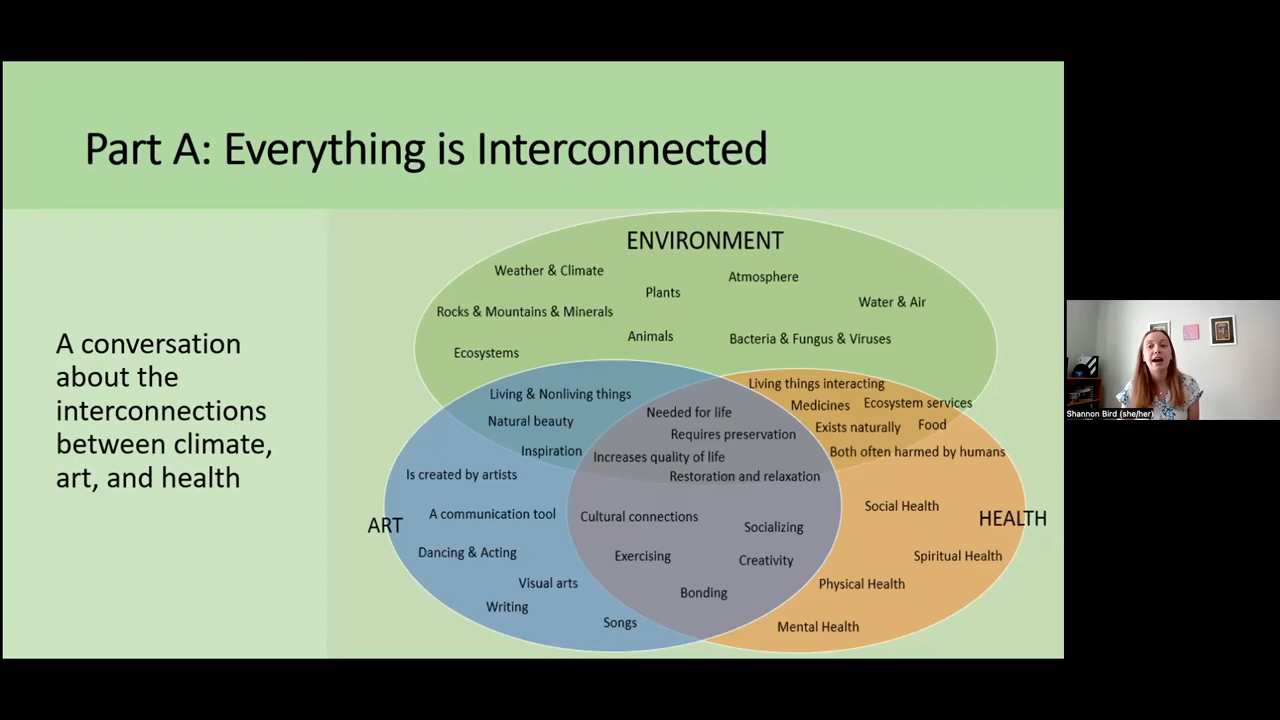 Part A: Everything is Interconnected
A conversation
about the
interconnections
between climate,
art, and health
ENVIRONMENT
Weather & Climate
Atmosphere
Plants
Water & Air
Rocks & Mountains & Minerals
Animals
Bacteria & Fungus & Viruses
Ecosystems
Living & Nonliving things
Natural beauty
Inspiration
Living things interacting
Medicines
Ecosystem services
Exists naturally
Food
Both often harmed by humans
Needed for life
Requires preservation
Increases quality of life
Restoration and relaxation
ART
Is created by artists
A communication tool
Dancing & Acting
Visual arts
Writing
Songs
Cultural connections
Socializing
Exercising
Creativity
Bonding
HEALTH
Social Health
Spiritual Health
Physical Health
Mental Health
Shannon Bird (she/her)